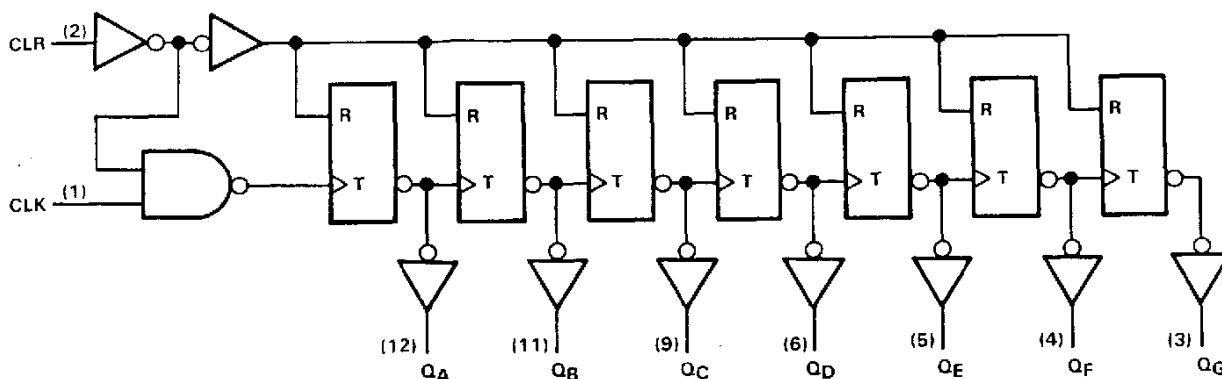 CLR (2)
R R R R R R R
CLK (1)
T T T T T T T
(12) (11) (9) (6) (5) (4) (3)
QA QB QC QD QE QF QG